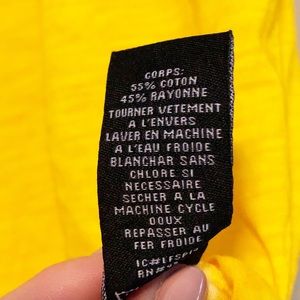 CORPS:
55% COTON
45% RAYONNE
TOURNER VETEMENT
A L'ENVERS
LAVER EN MACHINE
A L'EAU FROIDE
BLANCHAR SANS
CHLORE SI
NECESSAIRE
SECHER A LA
MACHINE CYCLE
DOUX
REPASSER AU
FER FROIDE